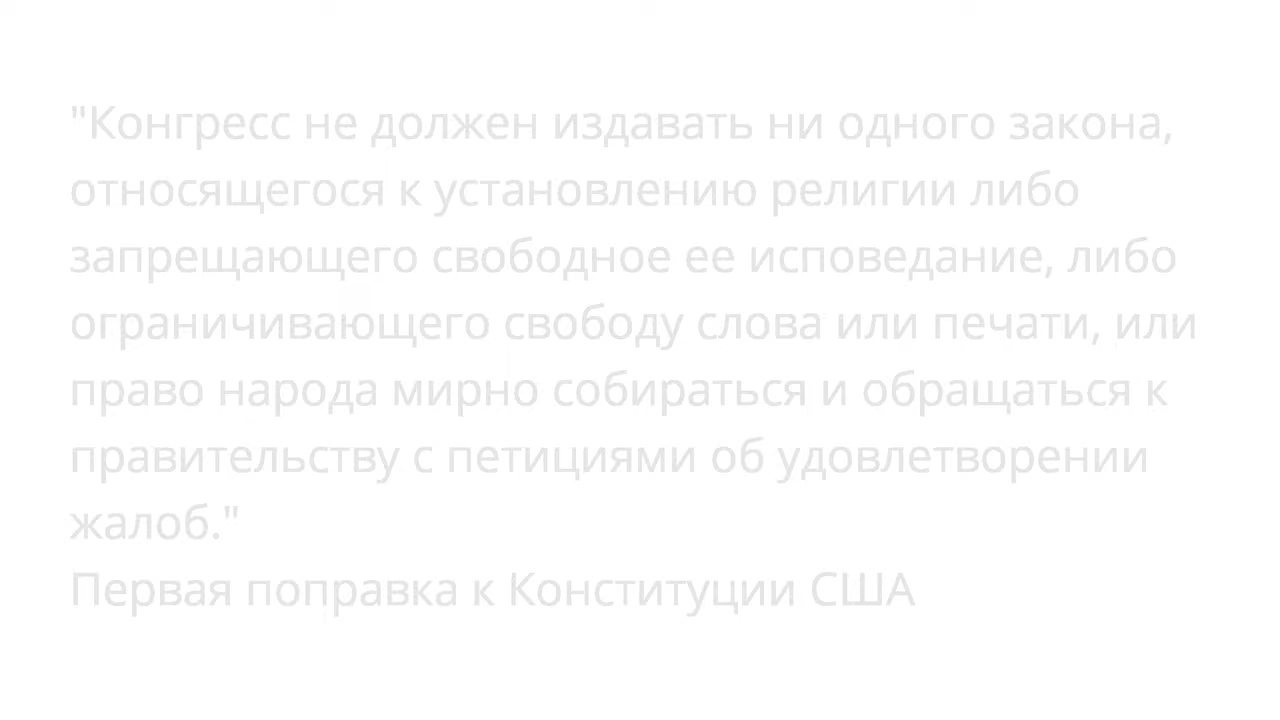 "Конгресс не должен издавать ни одного закона,
относящегося к установлению религии либо
запрещающего свободное ее исповедание, либо
ограничивающего свободу слова или печати, или
право народа мирно собираться и обращаться к
правительству с петициями об удовлетворении
жалоб."
Первая поправка к Конституции США